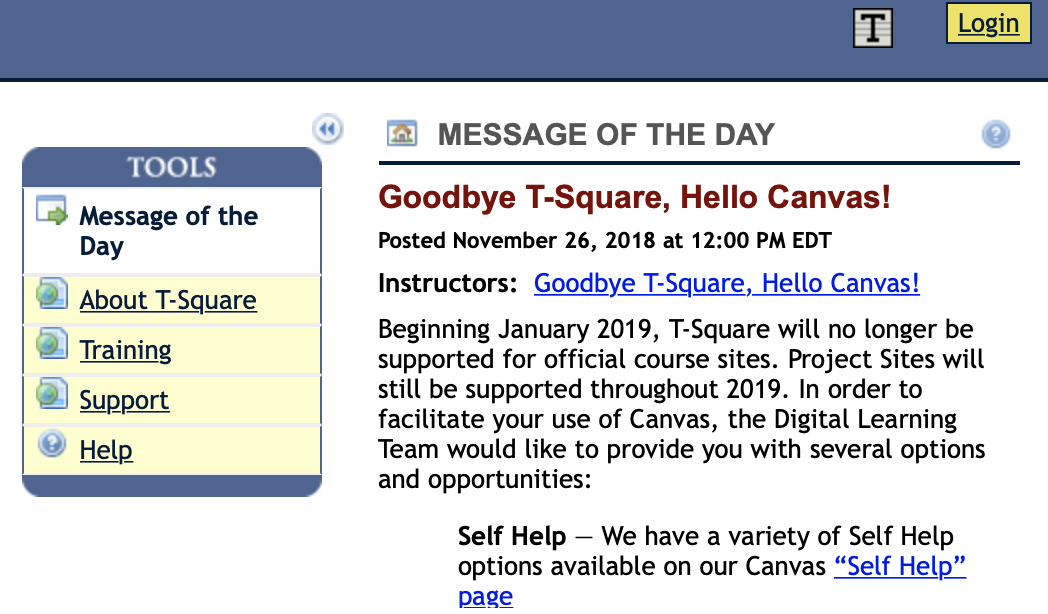 T
Login
TOOLS
Message of the
Day
About T-Square
Training
Support
Help
MESSAGE OF THE DAY
?
Goodbye T-Square, Hello Canvas!
Posted November 26, 2018 at 12:00 PM EDT
Instructors: Goodbye T-Square, Hello Canvas!
Beginning January 2019, T-Square will no longer be
supported for official course sites. Project Sites will
still be supported throughout 2019. In order to
facilitate your use of Canvas, the Digital Learning
Team would like to provide you with several options
and opportunities:
Self Help — We have a variety of Self Help
options available on our Canvas “Self Help”
page